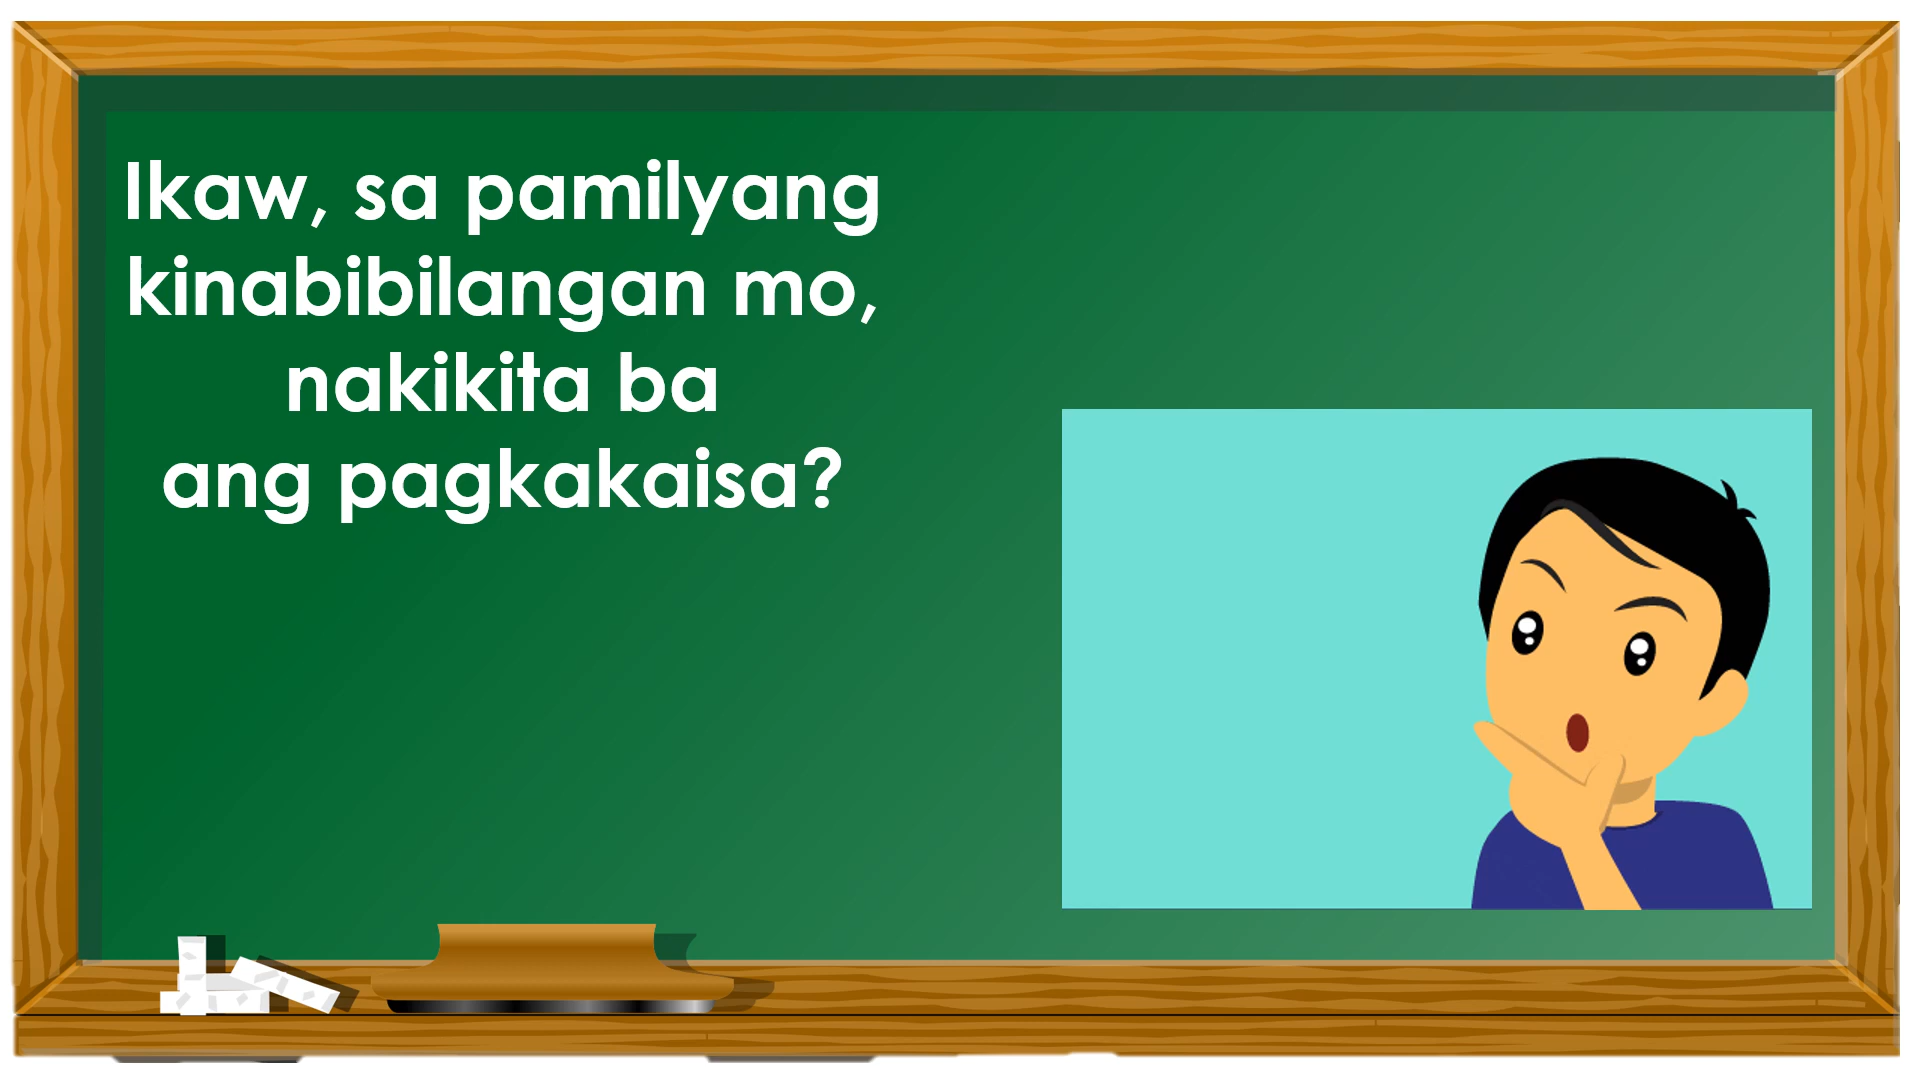 Ikaw, sa pamilyang
kinabibilangan mo,
nakikita ba
ang pagkakaisa?